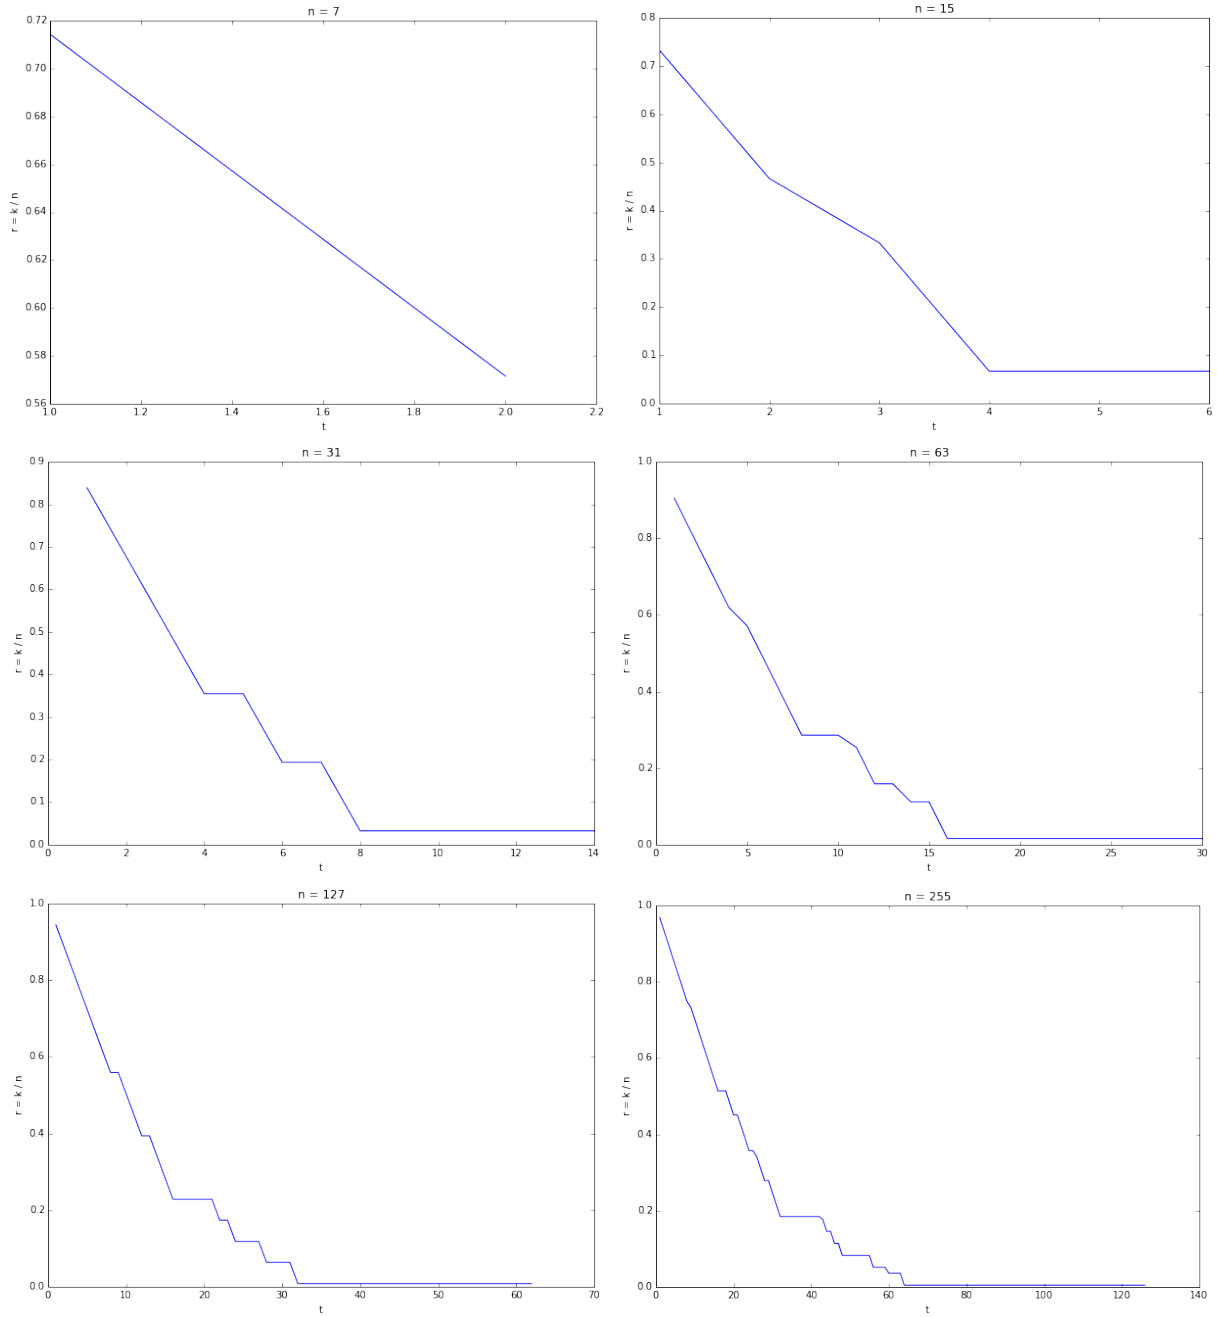 n = 7
0.72
0.70
0.68
0.66
0.64
0.62
0.60
0.58
0.56
r = k / n
1.0 1.2 1.4 1.6 1.8 2.0 2.2
t
n = 15
0.8
0.7
0.6
0.5
0.4
0.3
0.2
0.1
0.0
r = k / n
1 2 3 4 5 6
t
n = 31
0.9
0.8
0.7
0.6
0.5
0.4
0.3
0.2
0.1
0.0
r = k / n
0 2 4 6 8 10 12 14
t
n = 63
1.0
0.8
0.6
0.4
0.2
0.0
r = k / n
0 5 10 15 20 25 30
t
n = 127
1.0
0.8
0.6
0.4
0.2
0.0
r = k / n
0 10 20 30 40 50 60 70
t
n = 255
1.0
0.8
0.6
0.4
0.2
0.0
r = k / n
0 20 40 60 80 100 120 140
t